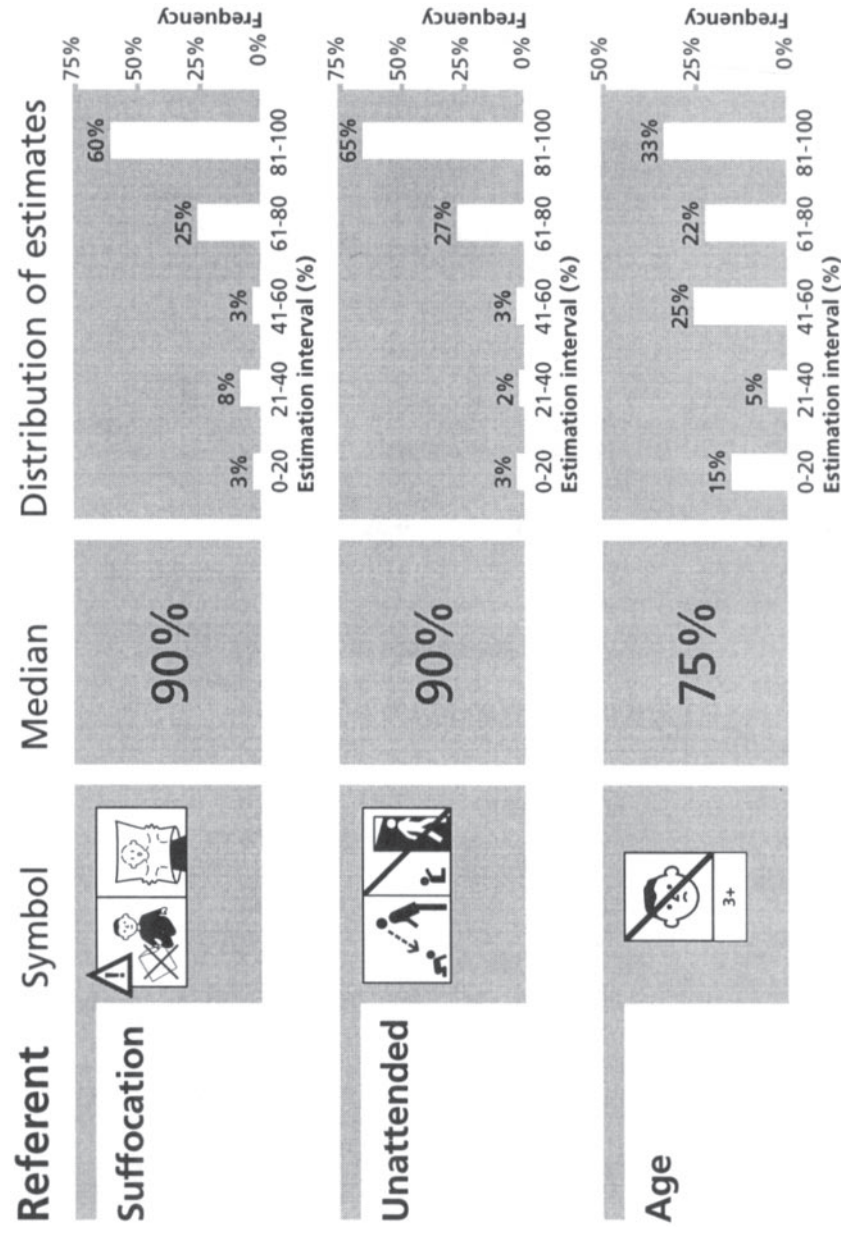 Referent Symbol Median Distribution of estimates
Suffocation
!
90%
3% 8% 3% 25% 60%
75%
50%
25%
0%
Frequency
0-20 21-40 41-60 61-80 81-100
Estimation interval (%)
Unattended
90%
3% 2% 3% 27% 65%
75%
50%
25%
0%
Frequency
0-20 21-40 41-60 61-80 81-100
Estimation interval (%)
Age
3+
75%
15% 5% 25% 22% 33%
50%
25%
0%
Frequency
0-20 21-40 41-60 61-80 81-100
Estimation interval (%)